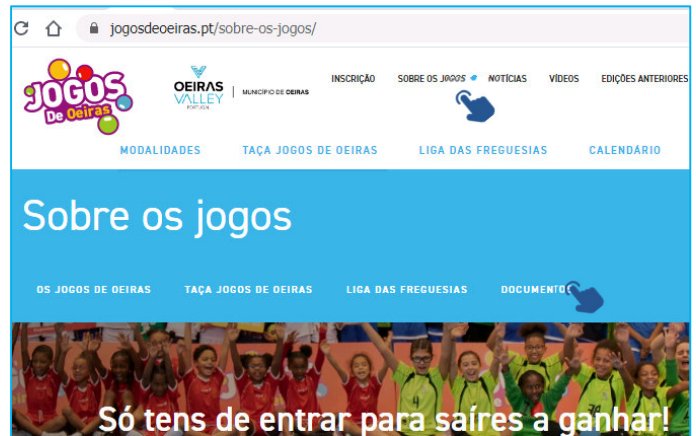 jogosdeoeiras.pt/sobre-os-jogos/
JOGOS
De Oeiras
OEIRAS
VALLEY
PORTUGAL
MUNICÍPIO DE OEIRAS
INSCRIÇÃO SOBRE OS JOGOS NOTÍCIAS VÍDEOS EDIÇÕES ANTERIORES
MODALIDADES TAÇA JOGOS DE OEIRAS LIGA DAS FREGUESIAS CALENDÁRIO
Sobre os jogos
OS JOGOS DE OEIRAS TAÇA JOGOS DE OEIRAS LIGA DAS FREGUESIAS DOCUMENTOS
Só tens de entrar para saíres a ganhar!